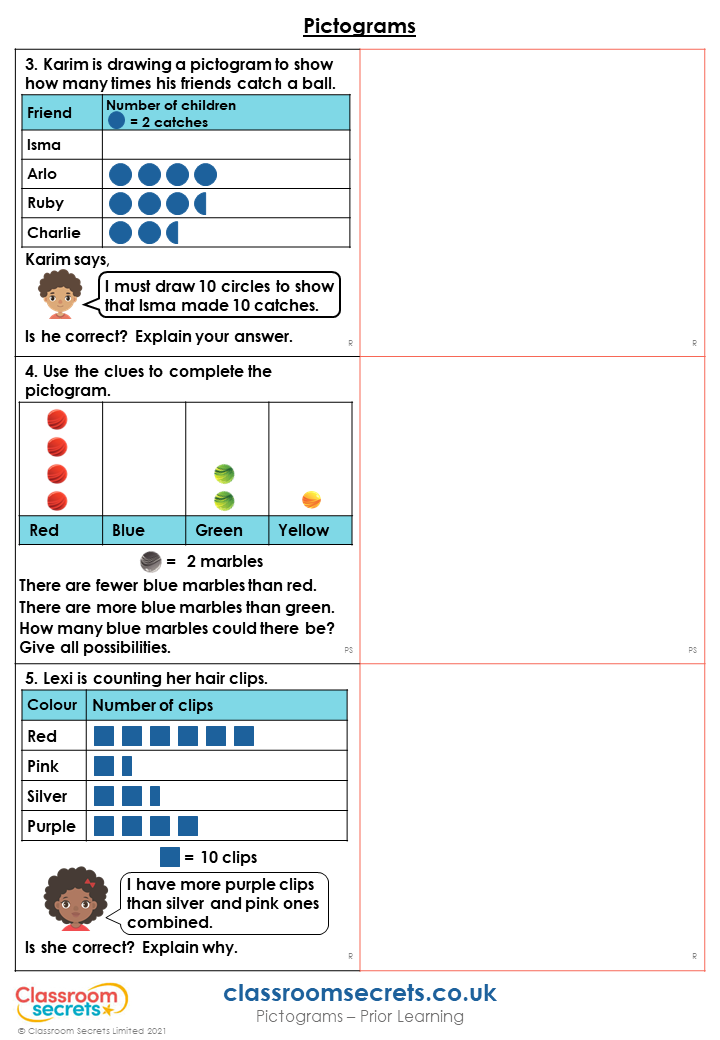 Pictograms
3. Karim is drawing a pictogram to show
how many times his friends catch a ball.
Friend
Number of children
= 2 catches
Isma
Arlo
Ruby
Charlie
Karim says,
I must draw 10 circles to show
that Isma made 10 catches.
Is he correct? Explain your answer.
R
R
4. Use the clues to complete the
pictogram.
Red Blue Green Yellow
= 2 marbles
There are fewer blue marbles than red.
There are more blue marbles than green.
How many blue marbles could there be?
Give all possibilities.
PS
PS
5. Lexi is counting her hair clips.
Colour Number of clips
Red
Pink
Silver
Purple
= 10 clips
I have more purple clips
than silver and pink ones
combined.
Is she correct? Explain why.
R
R
Classroom
secrets
© Classroom Secrets Limited 2021
classroomsecrets.co.uk
Pictograms – Prior Learning